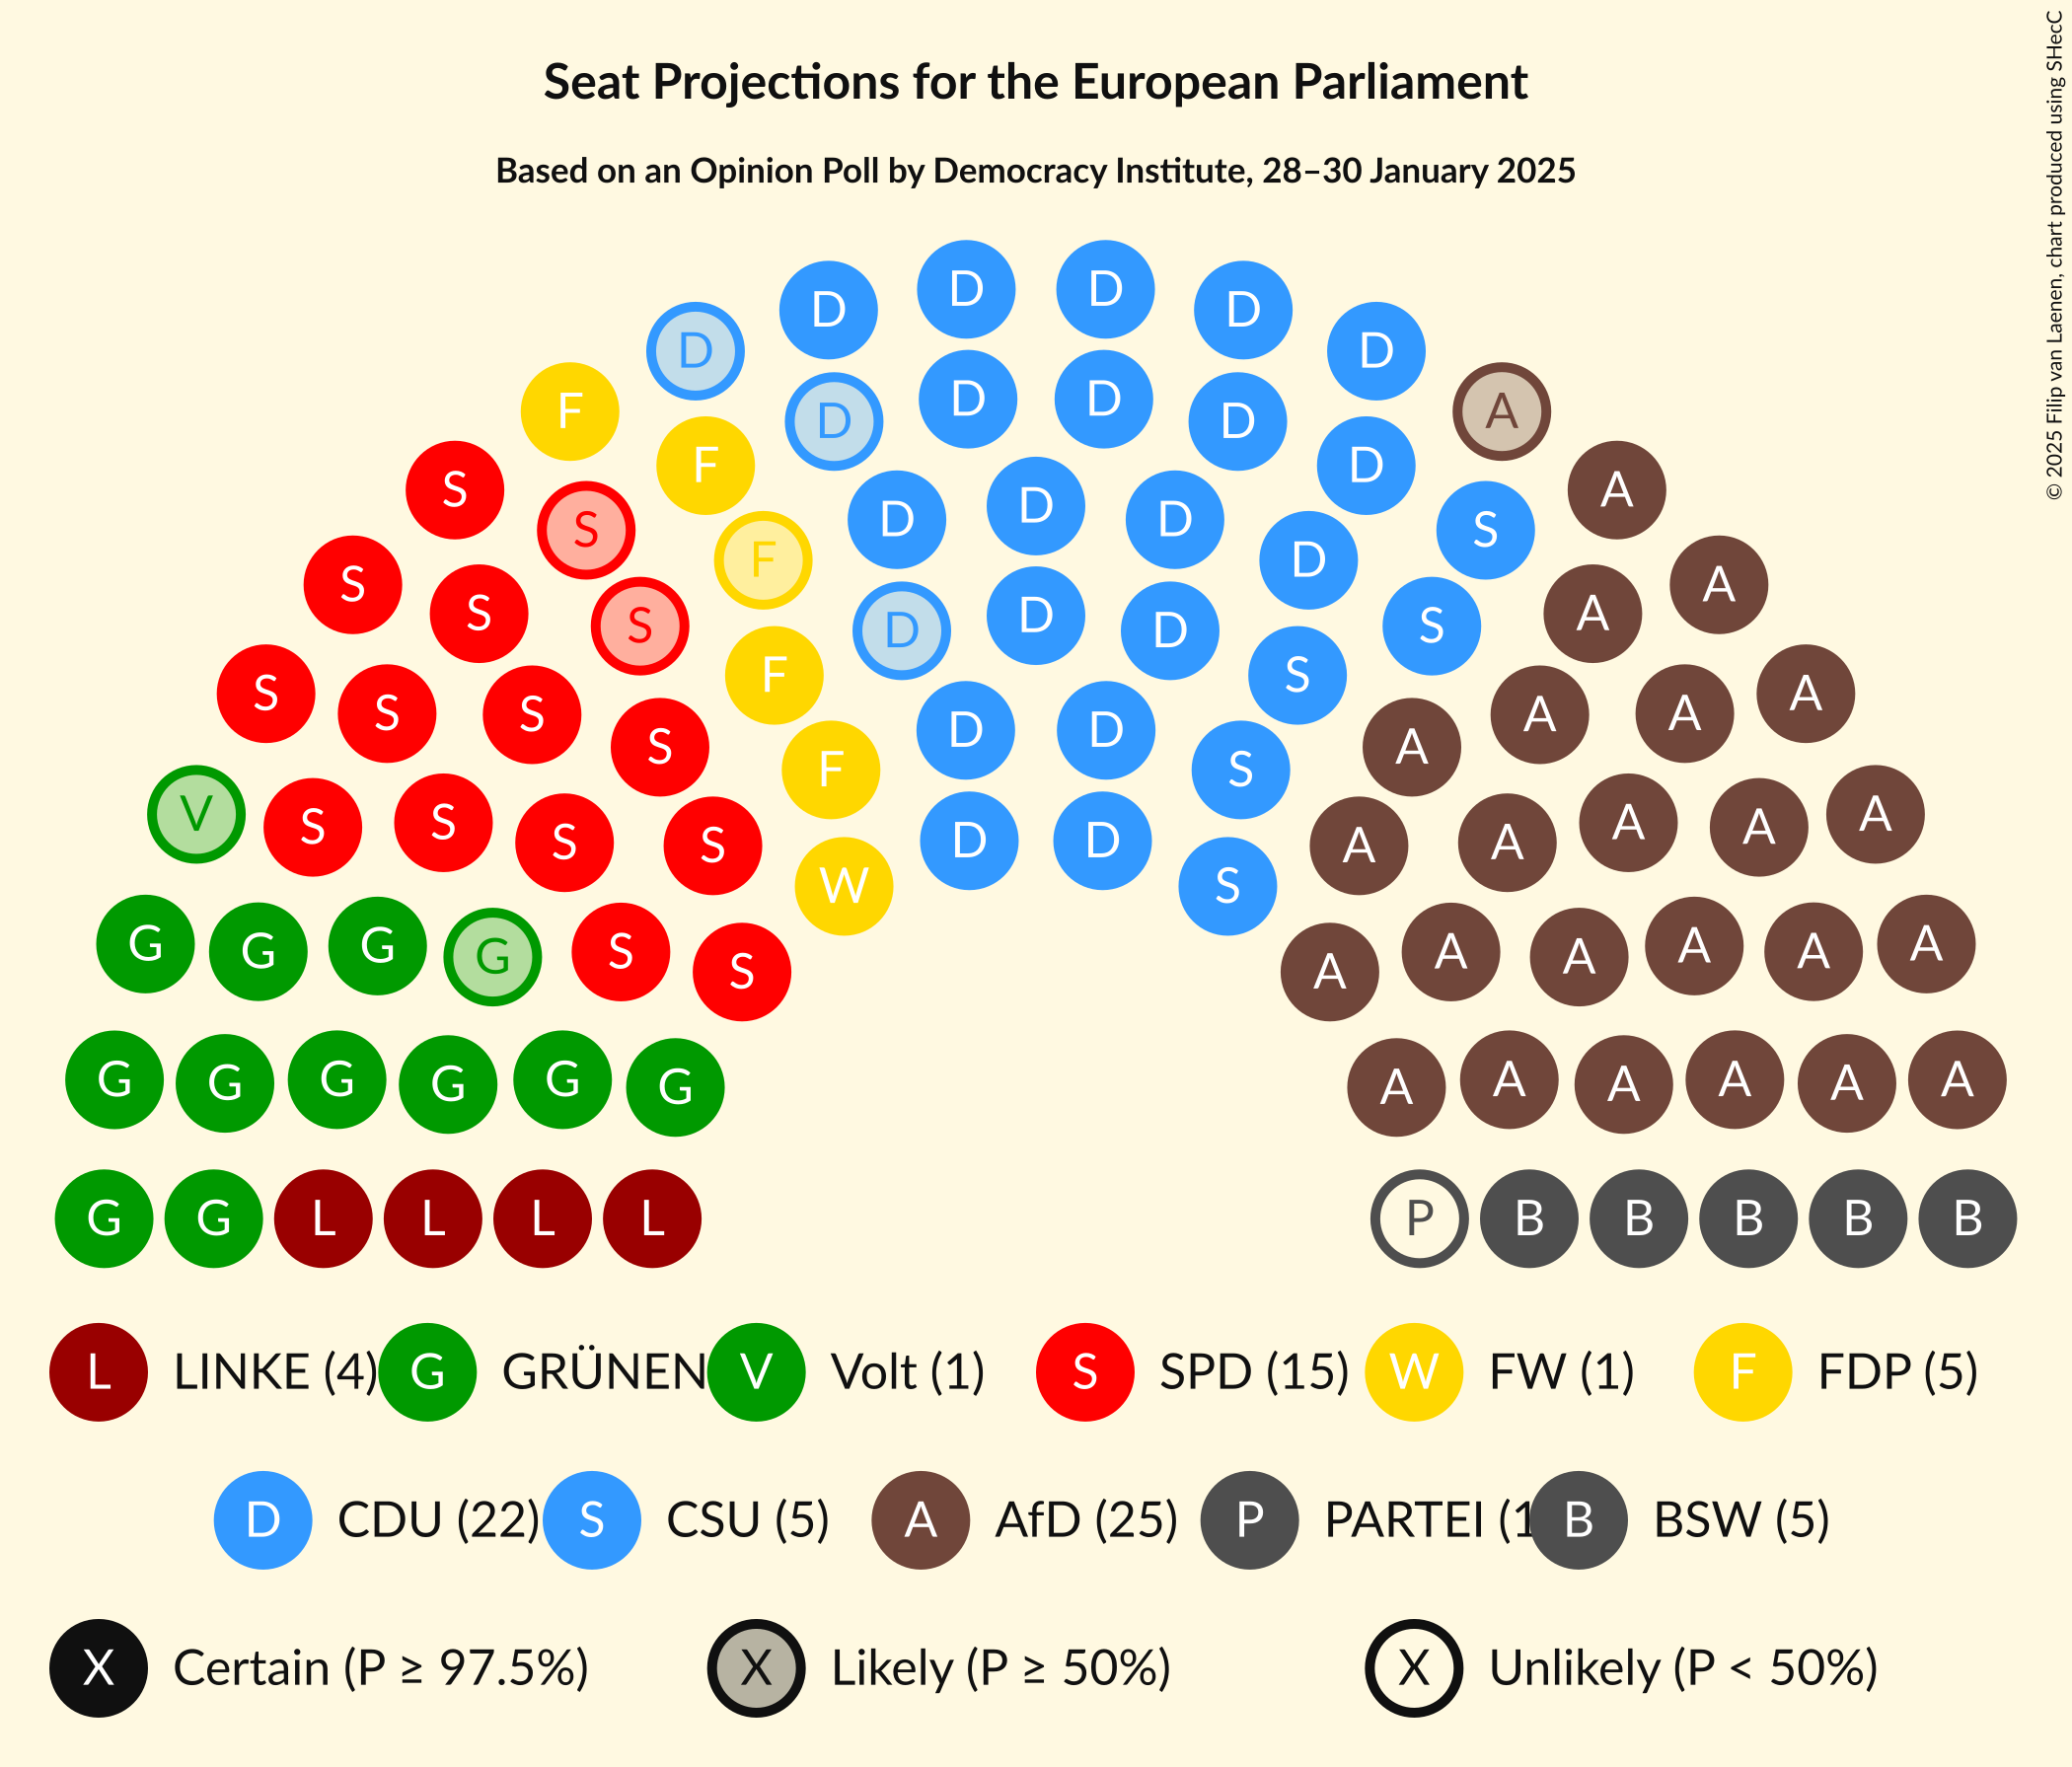 Seat Projections for the European Parliament
Based on an Opinion Poll by Democracy Institute, 28–30 January 2025
© 2025 Filip van Laenen, chart produced using SHecC
D D
D D
D D
D D
F A
D D
D D
S A
F D
D
D D
S S
F D
S A
S A
D
S A
D D
S S
F S
S A
S A
S S
D D
S A
S A
F S
V A
S A
S A
S A
S D D A
W S
G A
G G S A A A
G G S A A A
G G G G G G A A A A A A
G G L L L L P B B B B B
L LINKE (4) G GRÜNEN V Volt (1) S SPD (15) W FW (1) F FDP (5)
D CDU (22) S CSU (5) A AfD (25) P PARTEI (1 B BSW (5)
X Certain (P ≥ 97.5%) X Likely (P ≥ 50%) X Unlikely (P < 50%)